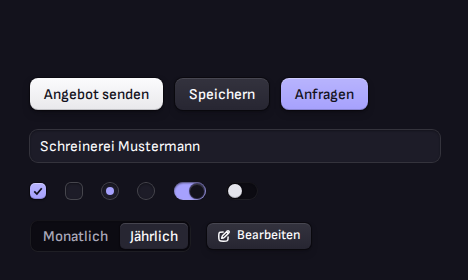 Angebot senden Speichern Anfragen
Schreinerei Mustermann
Monatlich Jährlich Bearbeiten